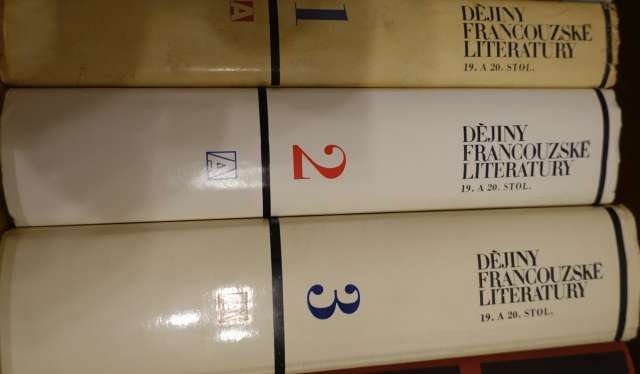 1
DĚJINY
FRANCOUZSKÉ
LITERATURY
19. A 20. STOL.
2
DĚJINY
FRANCOUZSKÉ
LITERATURY
19. A 20. STOL.
3
DĚJINY
FRANCOUZSKÉ
LITERATURY
19. A 20. STOL.